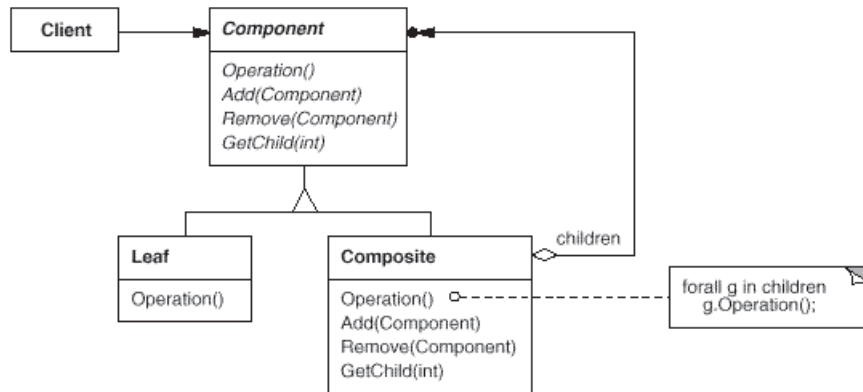 Client
Component
Operation()
Add(Component)
Remove(Component)
GetChild(int)
Leaf
Operation()
Composite
Operation()
Add(Component)
Remove(Component)
GetChild(int)
children
forall g in children
g.Operation();